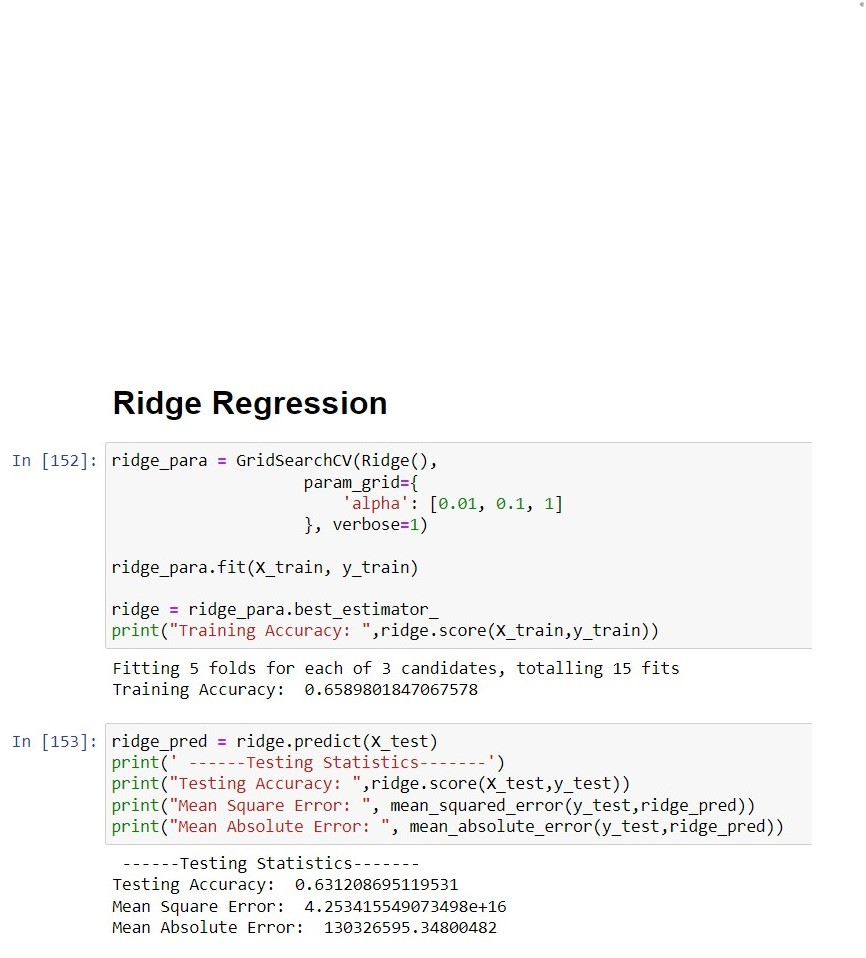 Ridge Regression
In [152]: ridge_para = GridSearchCV(Ridge(),
param_grid={
'alpha': [0.01, 0.1, 1]
}, verbose=1)
ridge_para.fit(X_train, y_train)
ridge = ridge_para.best_estimator_
print("Training Accuracy: ",ridge.score(X_train,y_train))
Fitting 5 folds for each of 3 candidates, totalling 15 fits
Training Accuracy:  0.6589801847067578
In [153]: ridge_pred = ridge.predict(X_test)
print(' ------Testing Statistics-------')
print("Testing Accuracy: ",ridge.score(X_test,y_test))
print("Mean Square Error: ", mean_squared_error(y_test,ridge_pred))
print("Mean Absolute Error: ", mean_absolute_error(y_test,ridge_pred))
------Testing Statistics-------
Testing Accuracy:  0.631208695119531
Mean Square Error:  4.253415549073498e+16
Mean Absolute Error:  130326595.34800482